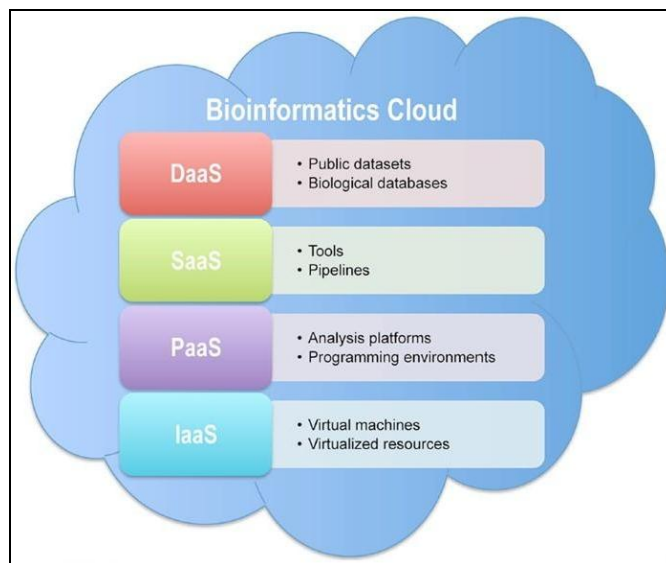 Bioinformatics Cloud
DaaS
• Public datasets
• Biological databases
SaaS
• Tools
• Pipelines
PaaS
• Analysis platforms
• Programming environments
IaaS
• Virtual machines
• Virtualized resources